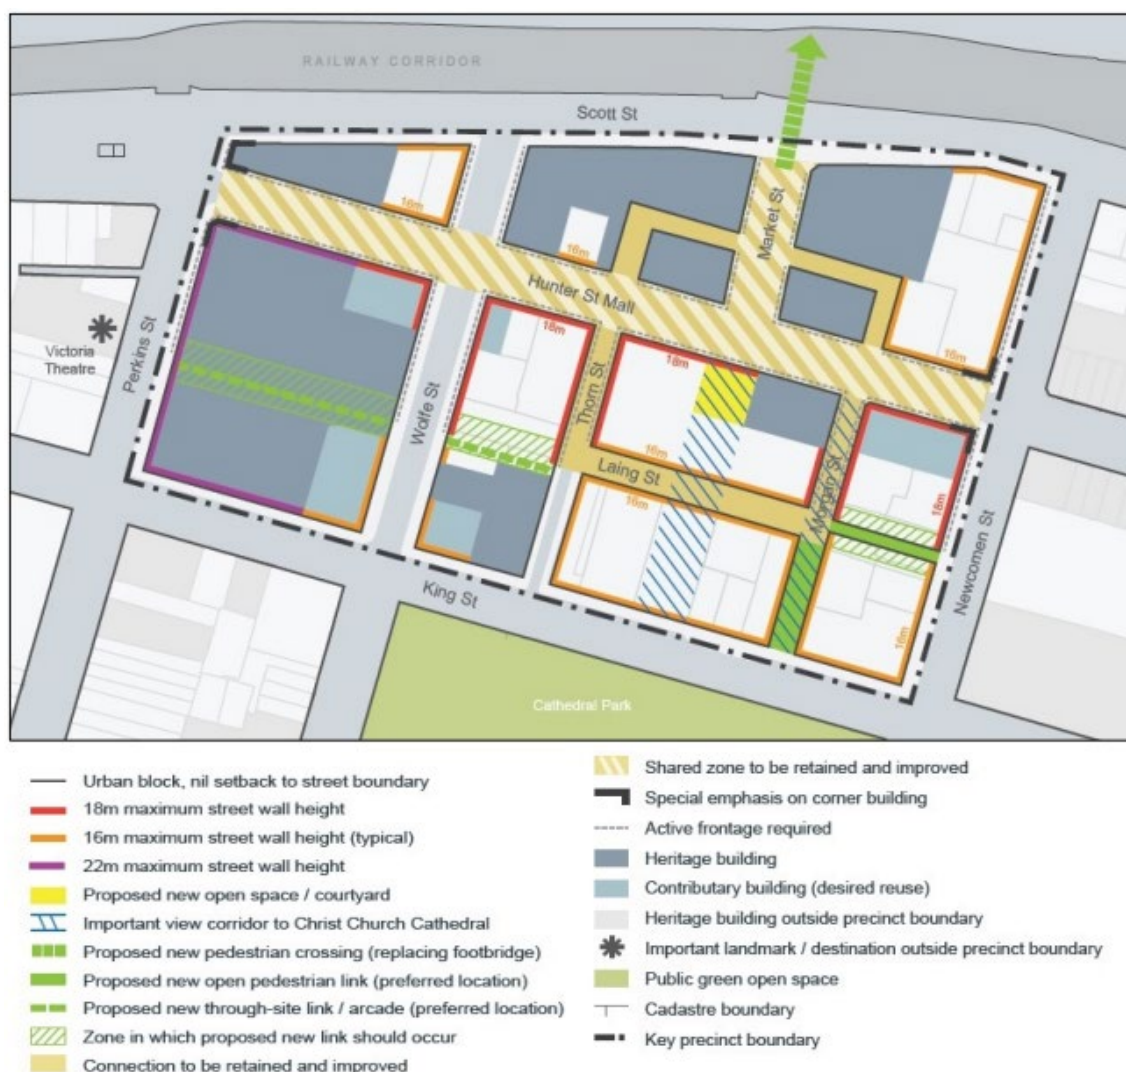 RAILWAY CORRIDOR
Scott St
Market St
16m
16m
Hunter St Mall
16m
Perkins St
Victoria
Theatre
Wolfe St
18m
Thorn St
18m
16m
Laing St
16m
Morgan St
18m
Newcomen St
16m
King St
Cathedral Park
Urban block, nil setback to street boundary
18m maximum street wall height
16m maximum street wall height (typical)
22m maximum street wall height
Proposed new open space / courtyard
Important view corridor to Christ Church Cathedral
Proposed new pedestrian crossing (replacing footbridge)
Proposed new open pedestrian link (preferred location)
Proposed new through-site link / arcade (preferred location)
Zone in which proposed new link should occur
Connection to be retained and improved
Shared zone to be retained and improved
Special emphasis on corner building
Active frontage required
Heritage building
Contributary building (desired reuse)
Heritage building outside precinct boundary
Important landmark / destination outside precinct boundary
Public green open space
Cadastre boundary
Key precinct boundary